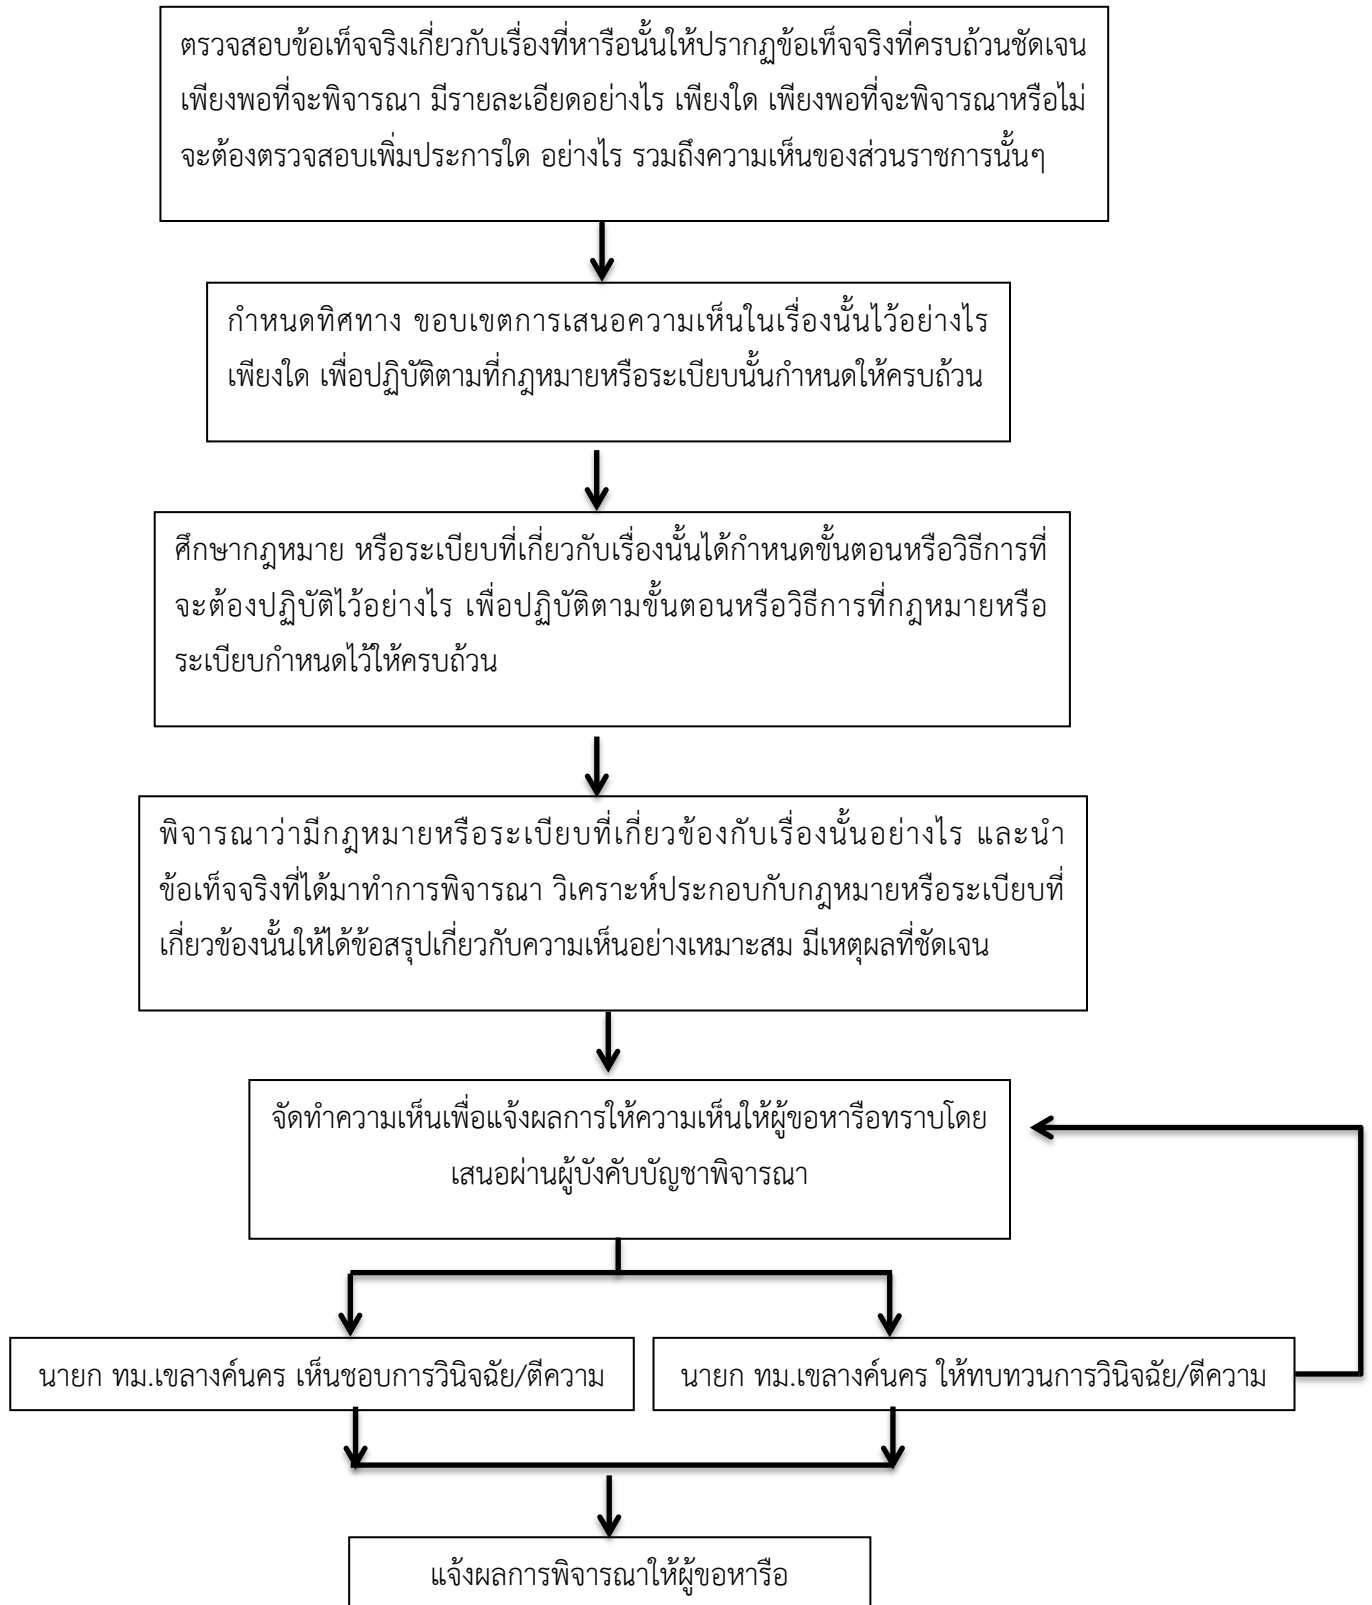 ตรวจสอบข้อเท็จจริงเกี่ยวกับเรื่องที่หารือนั้นให้ปรากฏข้อเท็จจริงที่ครบถ้วนชัดเจน
เพียงพอที่จะพิจารณา มีรายละเอียดอย่างไร เพียงใด เพียงพอที่จะพิจารณาหรือไม่
จะต้องตรวจสอบเพิ่มประการใด อย่างไร รวมถึงความเห็นของส่วนราชการนั้นๆ
กำหนดทิศทาง ขอบเขตการเสนอความเห็นในเรื่องนั้นไว้อย่างไร
เพียงใด เพื่อปฏิบัติตามที่กฎหมายหรือระเบียบนั้นกำหนดให้ครบถ้วน
ศึกษากฎหมาย หรือระเบียบที่เกี่ยวกับเรื่องนั้นได้กำหนดขั้นตอนหรือวิธีการที่
จะต้องปฏิบัติไว้อย่างไร เพื่อปฏิบัติตามขั้นตอนหรือวิธีการที่กฎหมายหรือ
ระเบียบกำหนดไว้ให้ครบถ้วน
พิจารณาว่ามีกฎหมายหรือระเบียบที่เกี่ยวข้องกับเรื่องนั้นอย่างไร และนำ
ข้อเท็จจริงที่ได้มาทำการพิจารณา วิเคราะห์ประกอบกับกฎหมายหรือระเบียบที่
เกี่ยวข้องนั้นให้ได้ข้อสรุปเกี่ยวกับความเห็นอย่างเหมาะสม มีเหตุผลที่ชัดเจน
จัดทำความเห็นเพื่อแจ้งผลการให้ความเห็นให้ผู้ขอหารือทราบโดย
เสนอผ่านผู้บังคับบัญชาพิจารณา
นายก ทม.เขลางค์นคร เห็นชอบการวินิจฉัย/ตีความ
นายก ทม.เขลางค์นคร ให้ทบทวนการวินิจฉัย/ตีความ
แจ้งผลการพิจารณาให้ผู้ขอหารือ